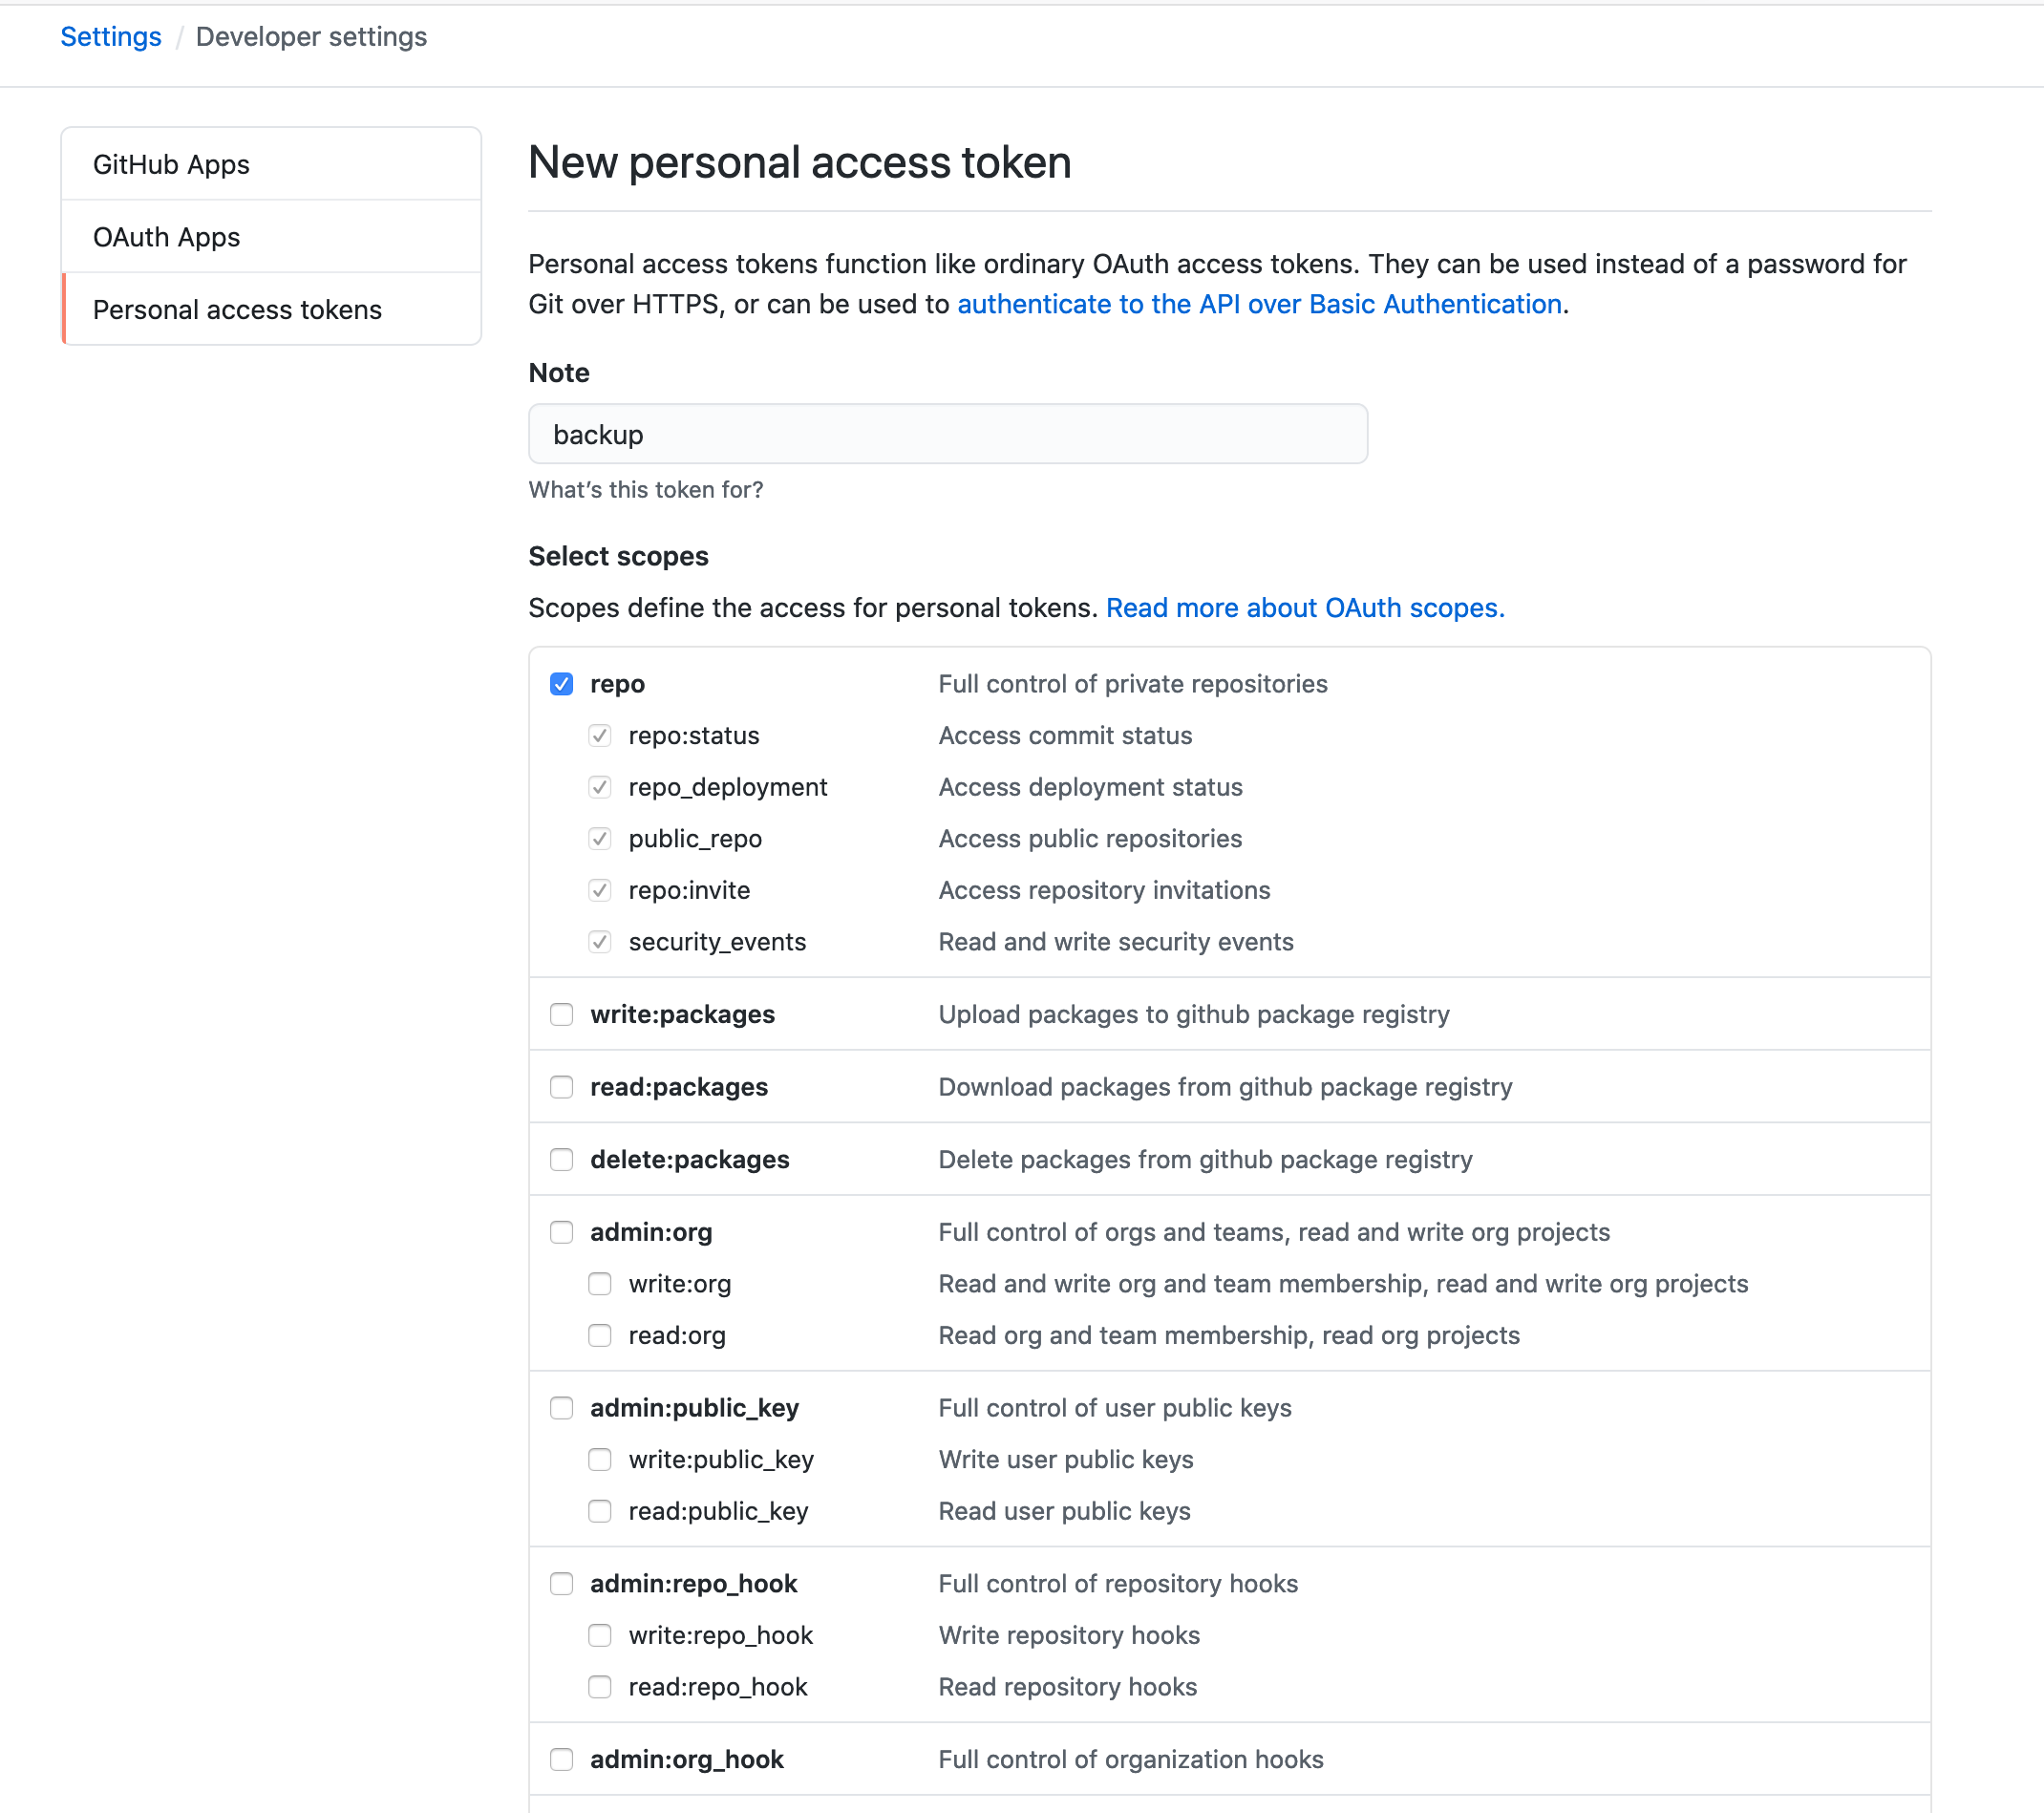 Settings / Developer settings
GitHub Apps
OAuth Apps
Personal access tokens
New personal access token
Personal access tokens function like ordinary OAuth access tokens. They can be used instead of a password for
Git over HTTPS, or can be used to authenticate to the API over Basic Authentication.
Note
backup
What's this token for?
Select scopes
Scopes define the access for personal tokens. Read more about OAuth scopes.
repo Full control of private repositories
repo:status Access commit status
repo_deployment Access deployment status
public_repo Access public repositories
repo:invite Access repository invitations
security_events Read and write security events
write:packages Upload packages to github package registry
read:packages Download packages from github package registry
delete:packages Delete packages from github package registry
admin:org Full control of orgs and teams, read and write org projects
write:org Read and write org and team membership, read and write org projects
read:org Read org and team membership, read org projects
admin:public_key Full control of user public keys
write:public_key Write user public keys
read:public_key Read user public keys
admin:repo_hook Full control of repository hooks
write:repo_hook Write repository hooks
read:repo_hook Read repository hooks
admin:org_hook Full control of organization hooks